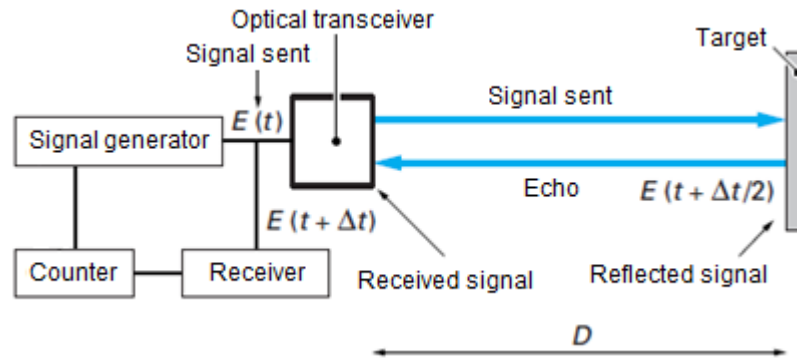 Optical transceiver
Signal sent
Target
Signal sent
E (t)
Signal generator
Echo
E (t + Δt/2)
E (t + Δt)
Counter
Receiver
Received signal
Reflected signal
D